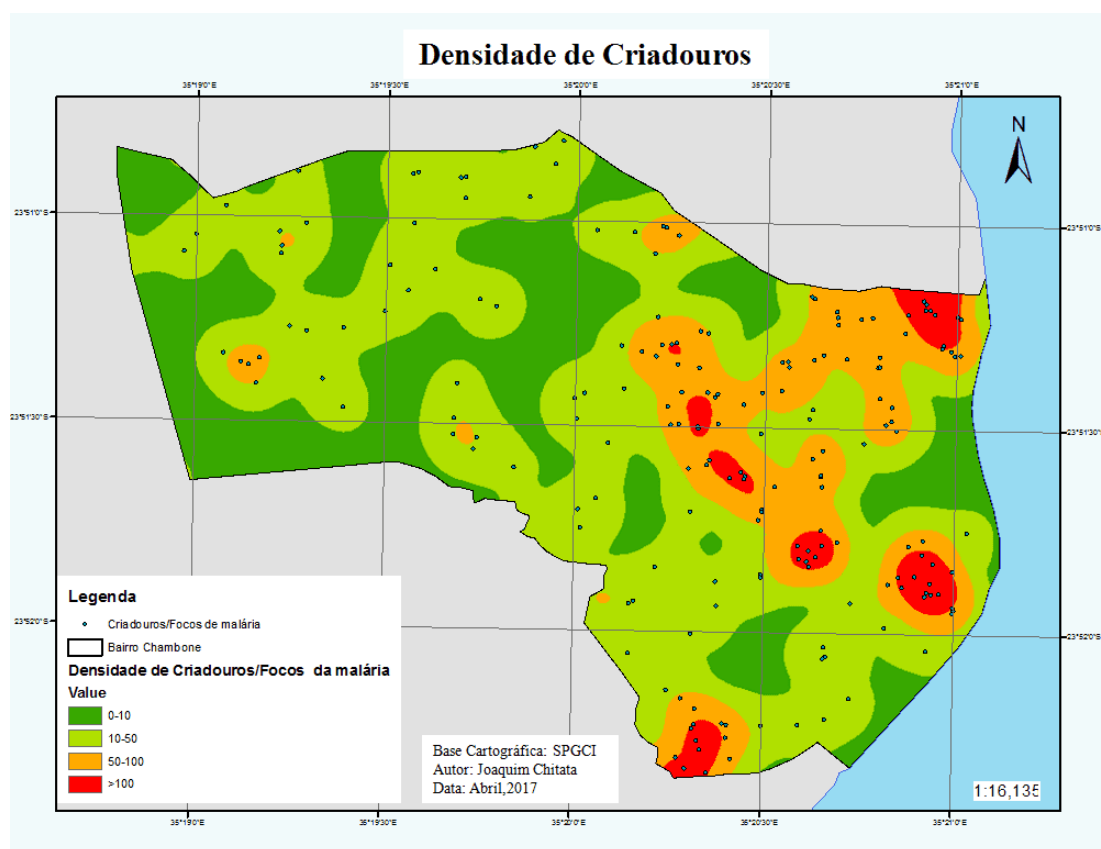 Densidade de Criadouros
35°19'0"E 35°19'30"E 35°20'0"E 35°20'30"E 35°21'0"E
N
23°51'0"S 23°51'0"S
23°51'30"S 23°51'30"S
23°52'0"S 23°52'0"S
Legenda
Criadouros/Focos de malária
Bairro Chambone
Densidade de Criadouros/Focos da malária
Value
0-10
10-50
50-100
>100
Base Cartográfica: SPGCI
Autor: Joaquim Chitata
Data: Abril,2017
1:16,135
35°19'0"E 35°19'30"E 35°20'0"E 35°20'30"E 35°21'0"E